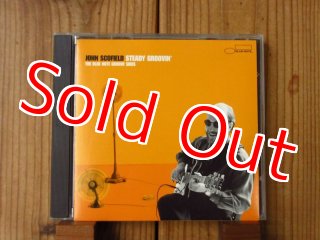 JOHN SCOFIELD STEADY GROOVIN'
THE BLUE NOTE GROOVE SIDES
Sold Out